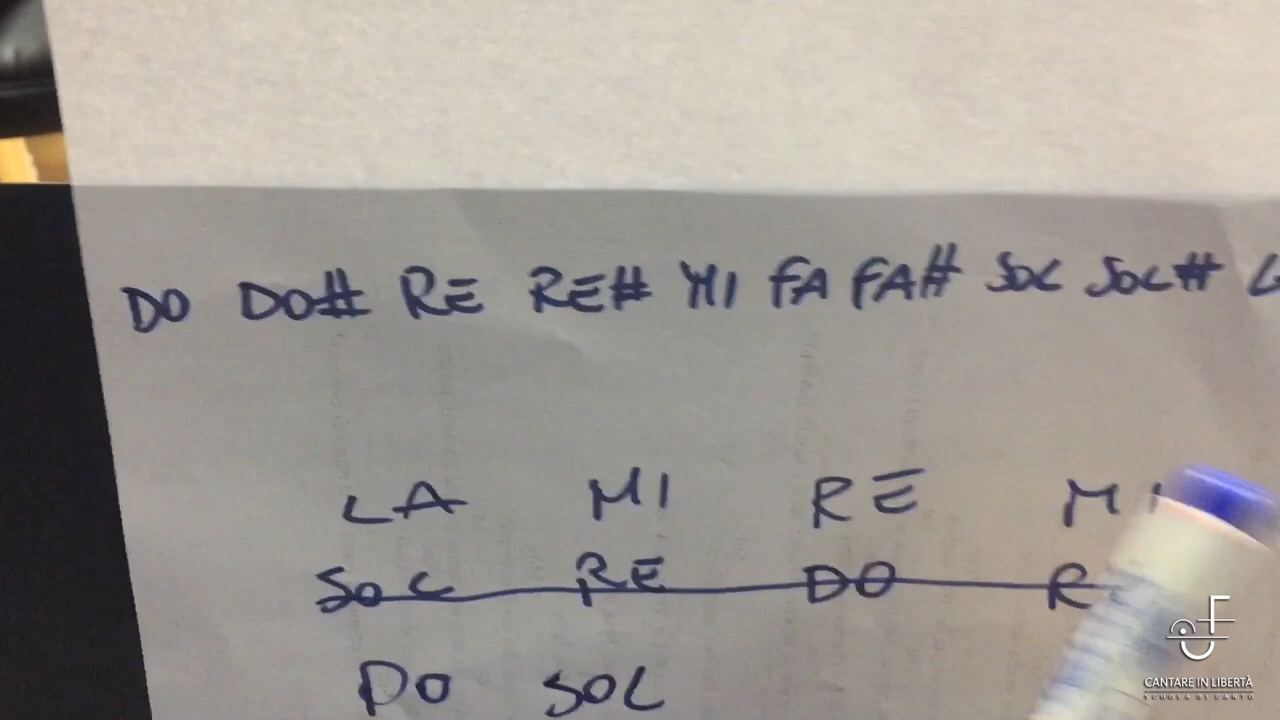 DO DO# RE RE# MI FA FA# SOL SOL#
LA MI RE MI
SOL RE DO
DO SOL
CANTARE IN LIBERTÀ
SCUOLA DI CANTO